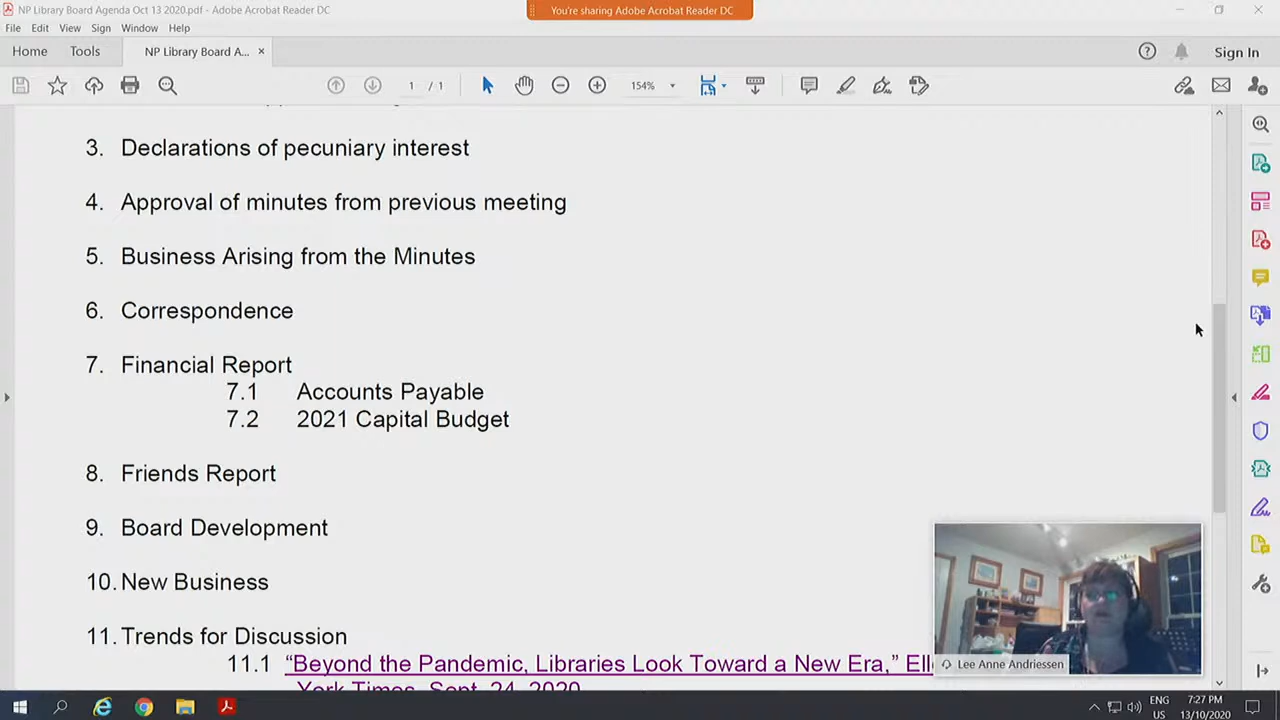 NP Library Board Agenda Oct 13 2020.pdf - Adobe Acrobat Reader DC
You're sharing Adobe Acrobat Reader DC
File Edit View Sign Window Help
Home Tools NP Library Board A... × Sign In
1 / 1 154%
3. Declarations of pecuniary interest
4. Approval of minutes from previous meeting
5. Business Arising from the Minutes
6. Correspondence
7. Financial Report
7.1 Accounts Payable
7.2 2021 Capital Budget
8. Friends Report
9. Board Development
10. New Business
11. Trends for Discussion
11.1 “Beyond the Pandemic, Libraries Look Toward a New Era,”
York Times, Sept. 24, 2020
Lee Anne Andriessen
ENG 7:27 PM
US 13/10/2020